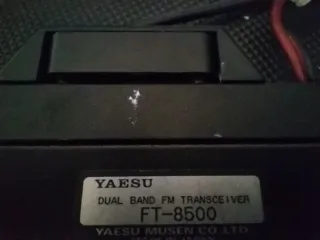 YAESU
DUAL BAND FM TRANSCEIVER
FT-8500
YAESU MUSEN CO LTD